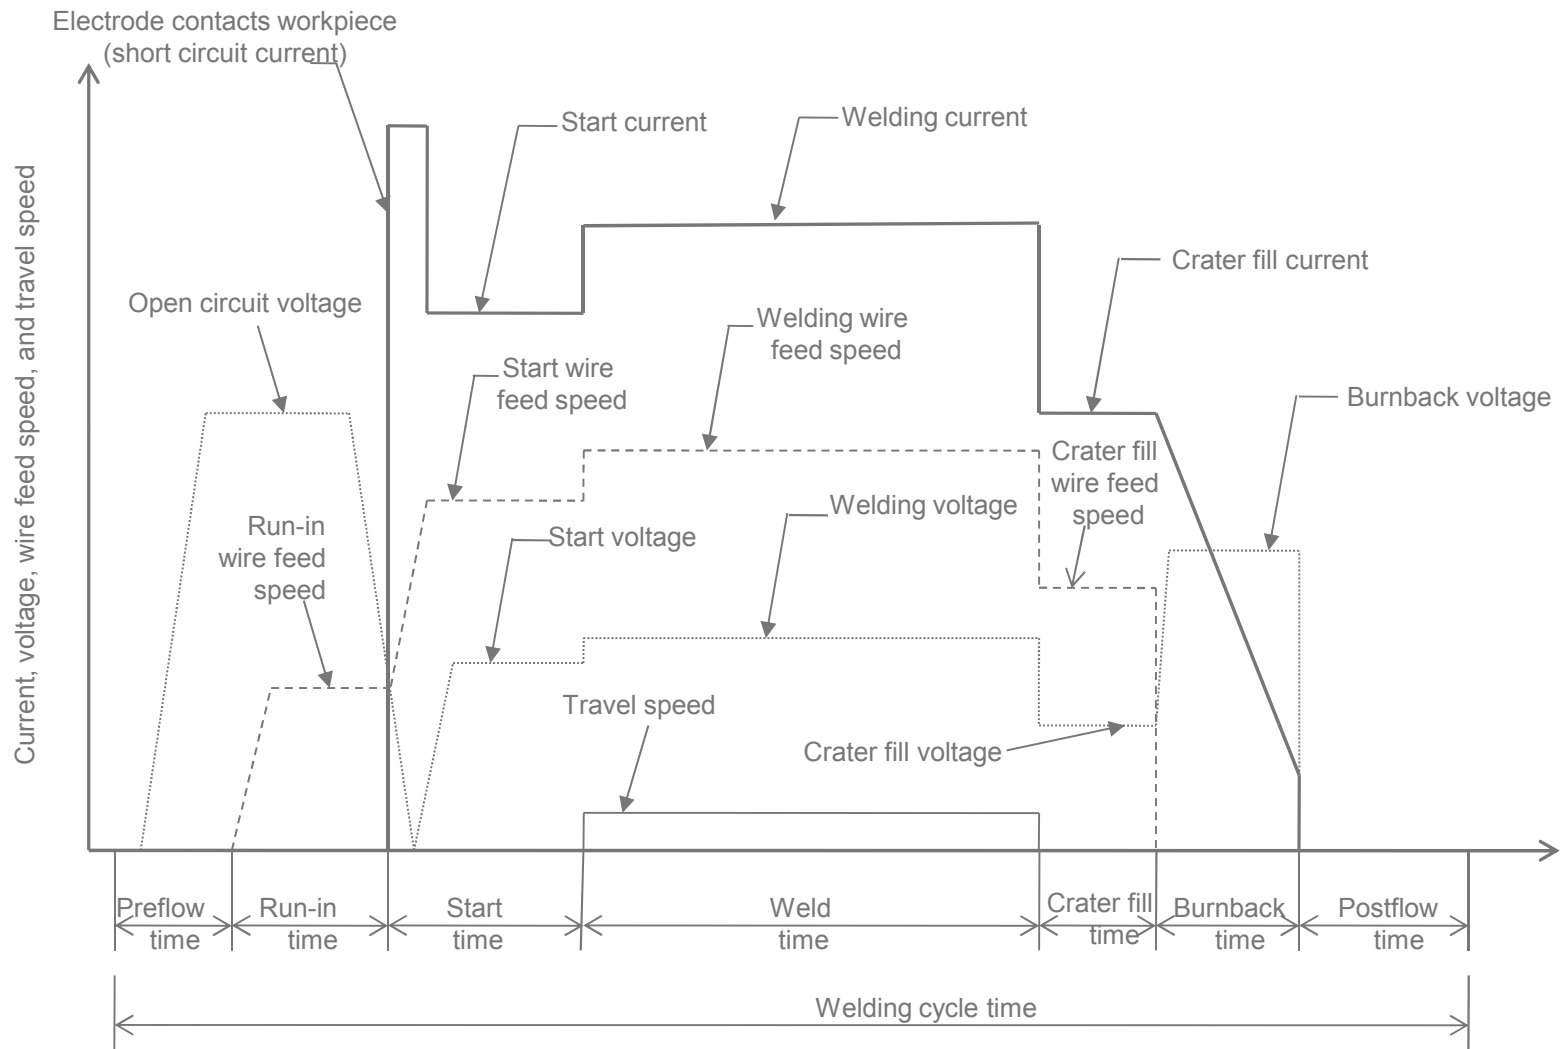 Electrode contacts workpiece
(short circuit current)
Start current
Welding current
Crater fill current
Open circuit voltage
Welding wire
feed speed
Start wire
feed speed
Burnback voltage
Crater fill
wire feed
speed
Welding voltage
Run-in
wire feed
speed
Start voltage
Travel speed
Crater fill voltage
Current, voltage, wire feed speed, and travel speed
Preflow
time
Run-in
time
Start
time
Weld
time
Crater fill
time
Burnback
time
Postflow
time
Welding cycle time